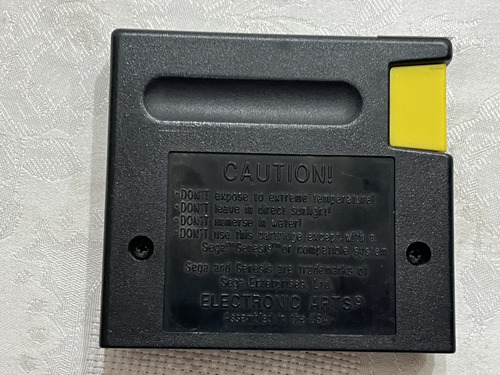 CAUTION!
-DON'T expose to extreme temperature!
-DON'T leave in direct sunlight!
-DON'T immerse in water!
-DON'T use this cartridge except with a
Sega™ Genesis™ or compatible system
Sega and Genesis are trademarks of
Sega Enterprises, Ltd.
ELECTRONIC ARTS®
Assembled in the USA